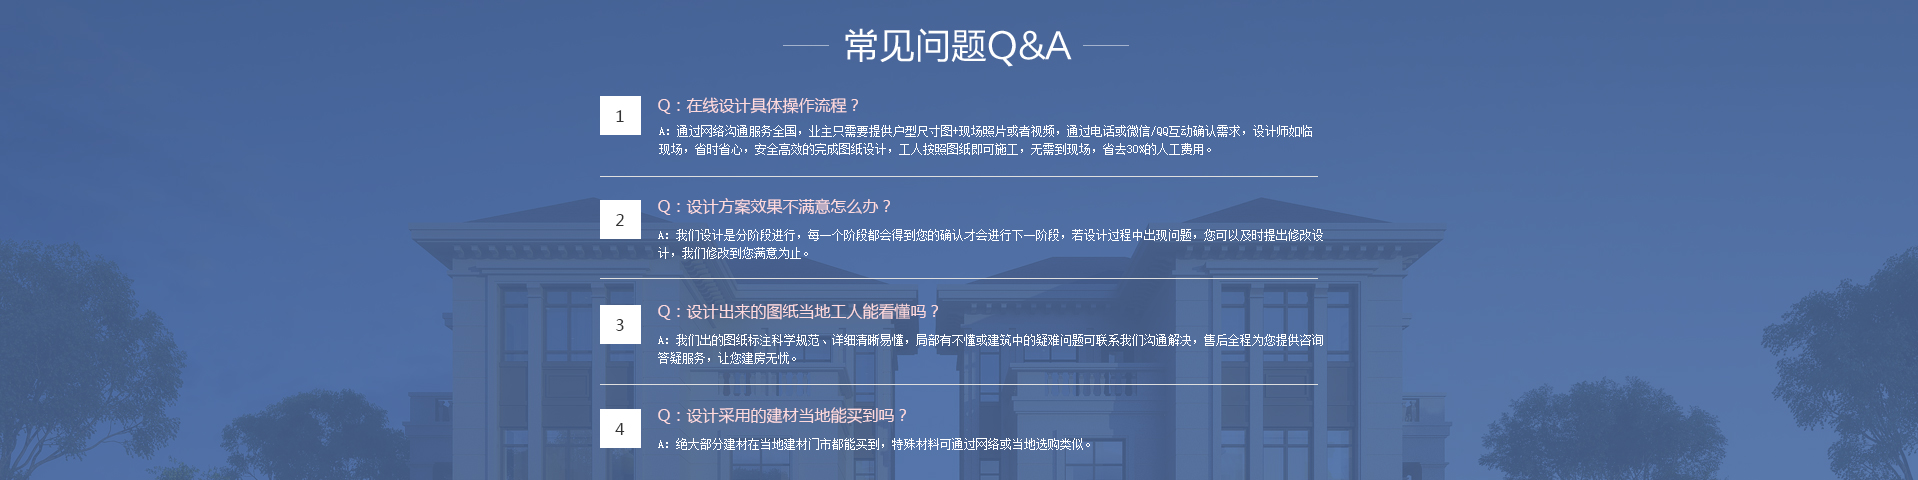 常见问题Q&A
1
Q：在线设计具体操作流程？
A：通过网络沟通服务全国，业主只需要提供户型尺寸图+现场照片或者视频，通过电话或微信/QQ互动确认需求，设计师如临
现场，省时省心，安全高效的完成图纸设计，工人按照图纸即可施工，无需到现场，省去30%的人工费用。
2
Q：设计方案效果不满意怎么办？
A：我们设计是分阶段进行，每一个阶段都会得到您的确认才会进行下一阶段，若设计过程中出现问题，您可以及时提出修改设
计，我们修改到您满意为止。
3
Q：设计出来的图纸当地工人能看懂吗？
A：我们出的图纸标注科学规范、详细清晰易懂，局部有不懂或建筑中的疑难问题可联系我们沟通解决，售后全程为您提供咨询
答疑服务，让您建房无忧。
4
Q：设计采用的建材当地能买到吗？
A：绝大部分建材在当地建材门市都能买到，特殊材料可通过网络或当地选购类似。